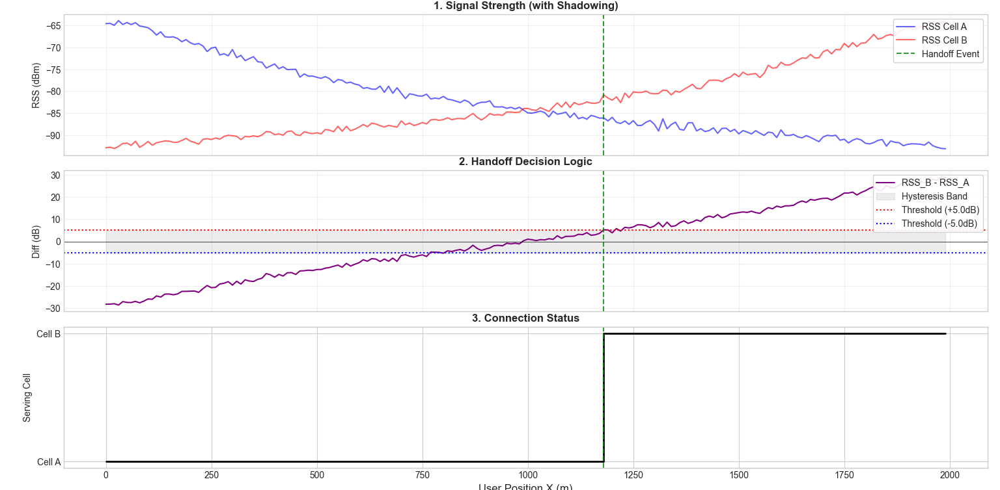 1. Signal Strength (with Shadowing)
RSS (dBm)
−65
−70
−75
−80
−85
−90
RSS Cell A
RSS Cell B
Handoff Event
2. Handoff Decision Logic
Diff (dB)
30
20
10
0
−10
−20
−30
RSS_B - RSS_A
Hysteresis Band
Threshold (+5.0dB)
Threshold (-5.0dB)
3. Connection Status
Serving Cell
Cell B
Cell A
0 250 500 750 1000 1250 1500 1750 2000
User Position X (m)